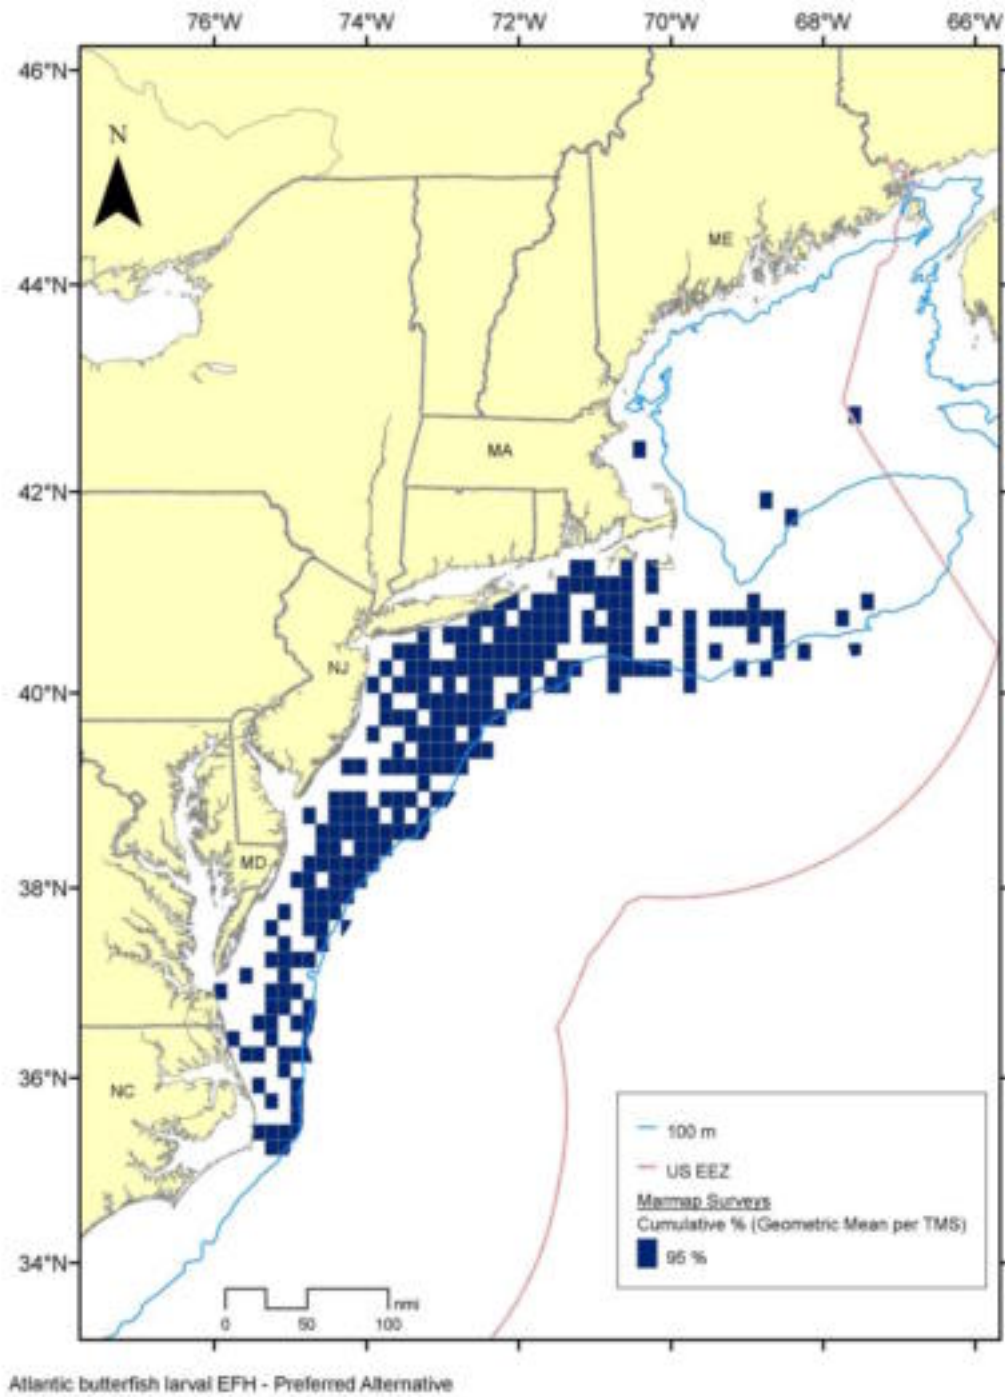 76°W 74°W 72°W 70°W 68°W 66°W
46°N
N
ME
44°N
MA
42°N
NJ
40°N
MD
38°N
36°N
NC
100 m
US EEZ
Marmap Surveys
Cumulative % (Geometric Mean per TMS)
95 %
34°N
nmi
0 50 100
Atlantic butterfish larval EFH - Preferred Alternative